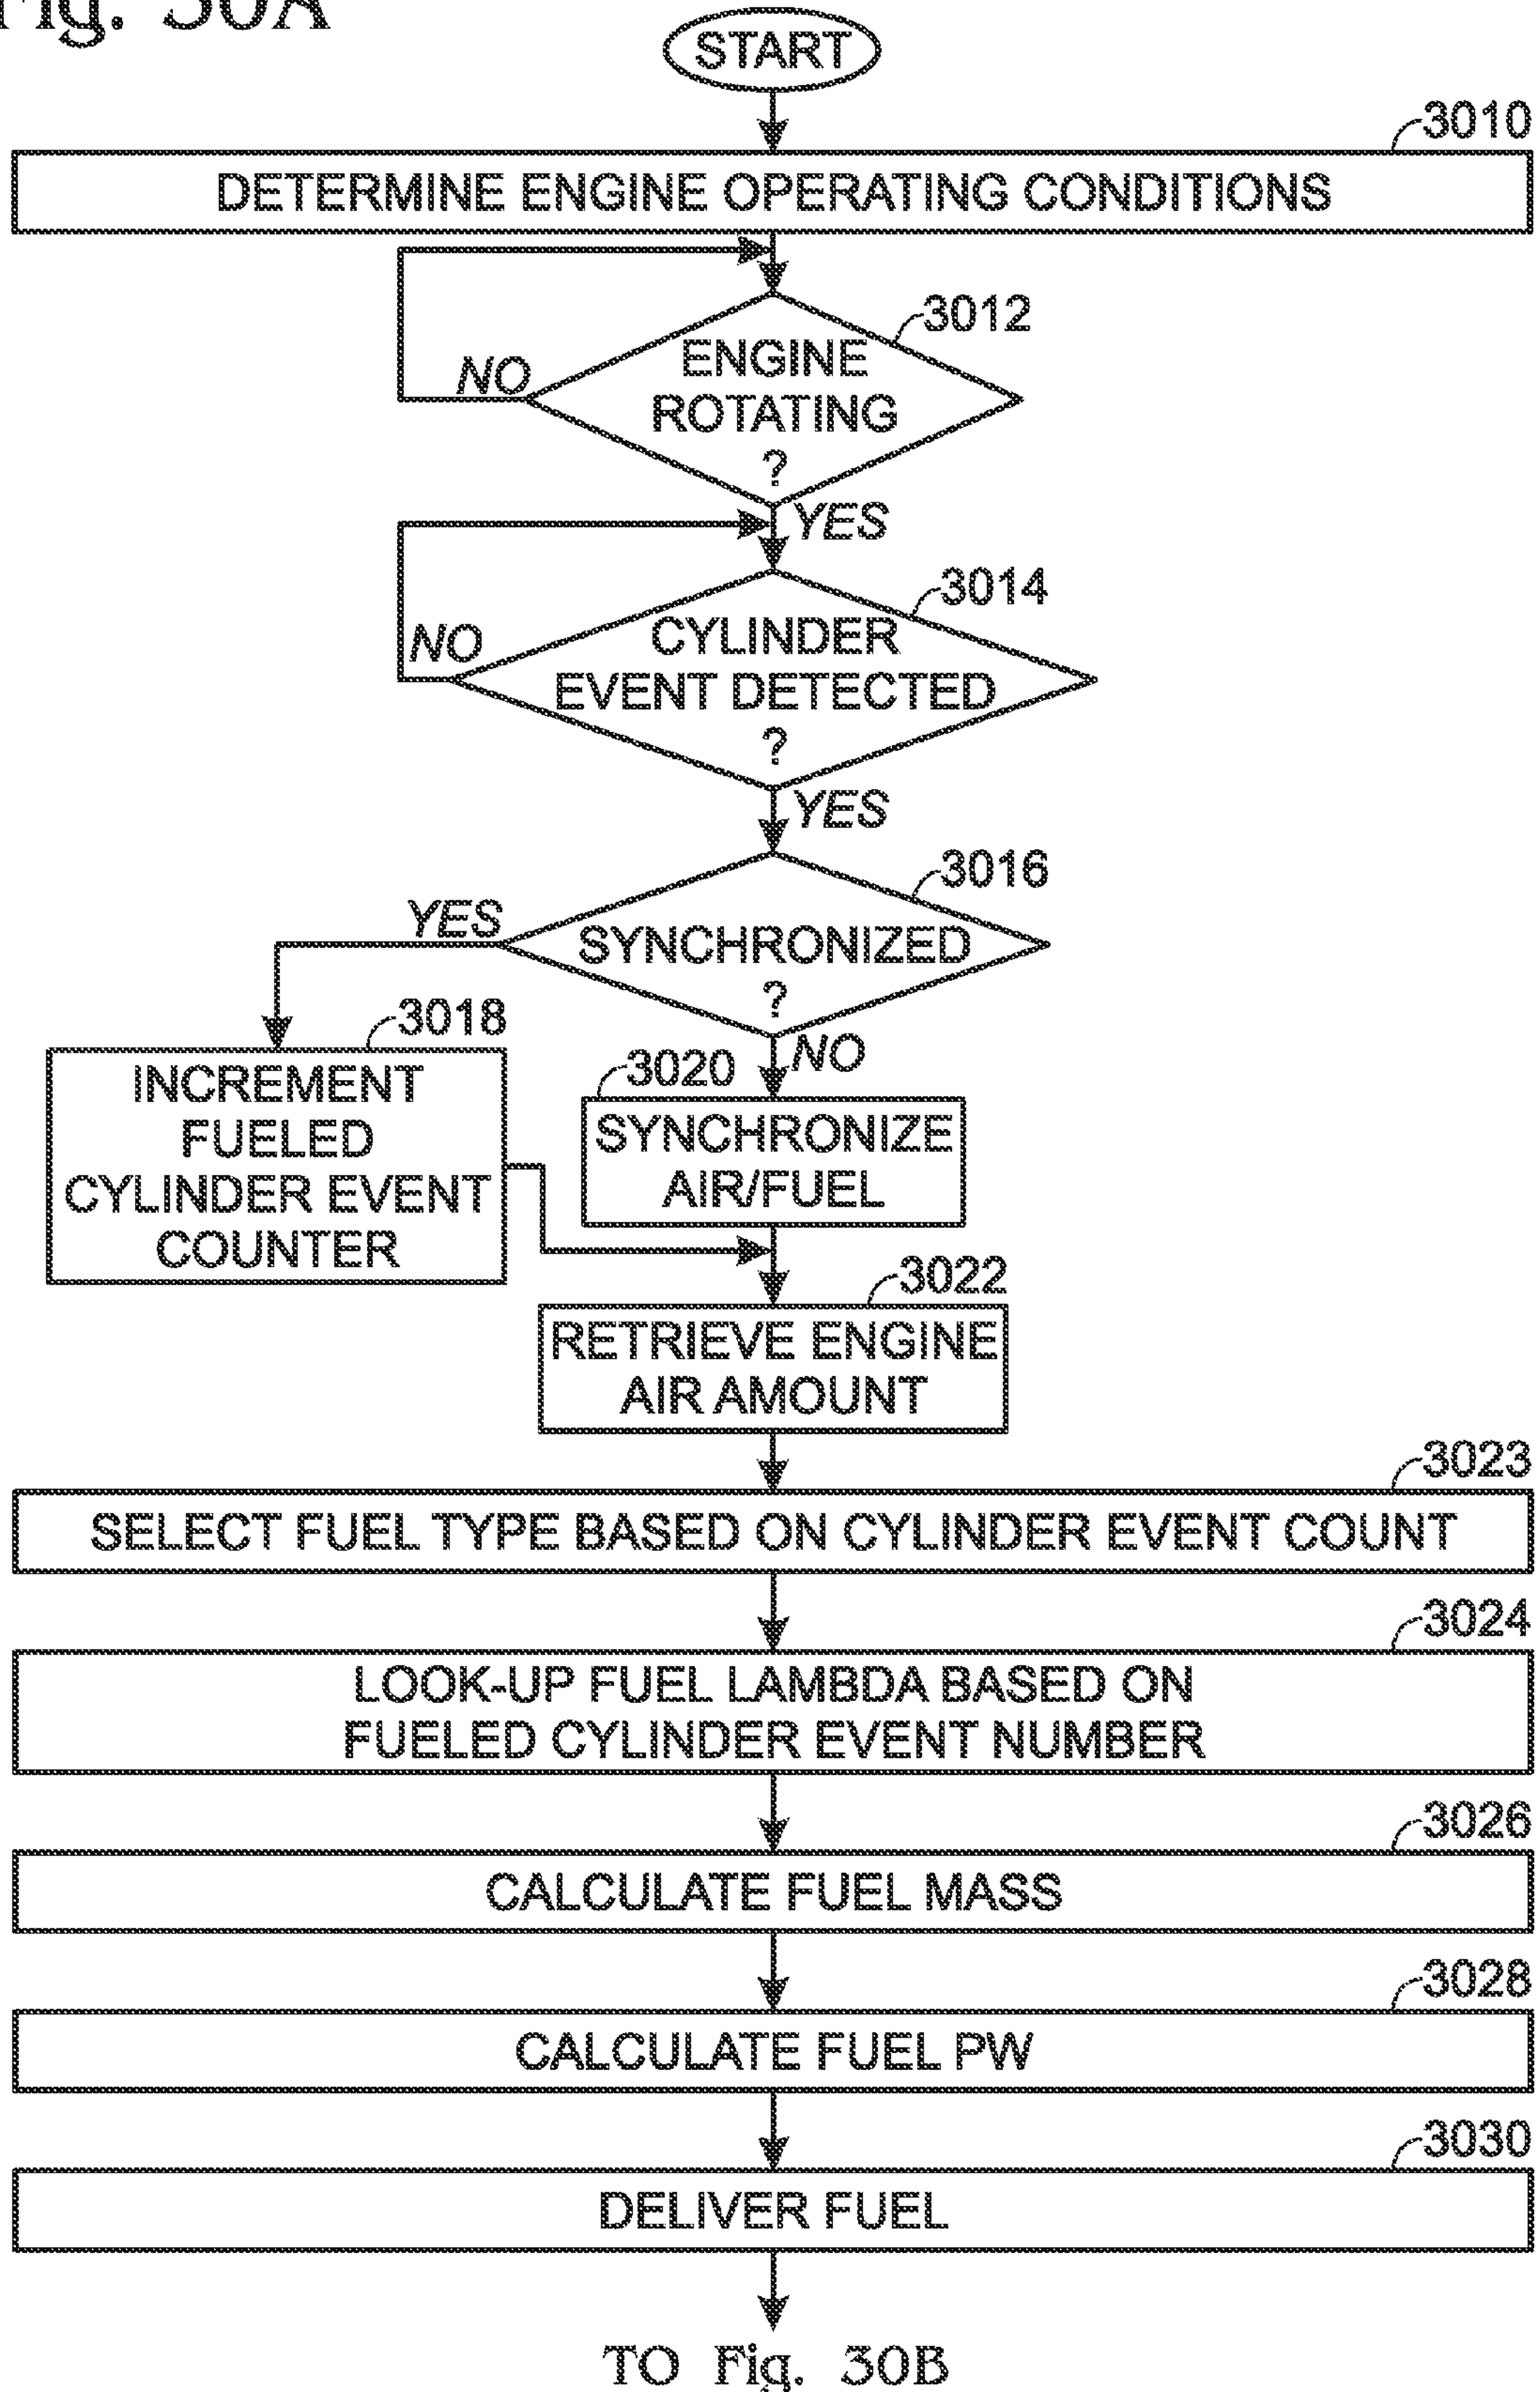 Fig. 30A
START
3010
DETERMINE ENGINE OPERATING CONDITIONS
3012
ENGINE
ROTATING
?
NO
YES
3014
CYLINDER
EVENT DETECTED
?
NO
YES
3016
SYNCHRONIZED
?
YES
NO
3018
INCREMENT
FUELED
CYLINDER EVENT
COUNTER
3020
SYNCHRONIZE
AIR/FUEL
3022
RETRIEVE ENGINE
AIR AMOUNT
3023
SELECT FUEL TYPE BASED ON CYLINDER EVENT COUNT
3024
LOOK-UP FUEL LAMBDA BASED ON
FUELED CYLINDER EVENT NUMBER
3026
CALCULATE FUEL MASS
3028
CALCULATE FUEL PW
3030
DELIVER FUEL
TO Fig. 30B